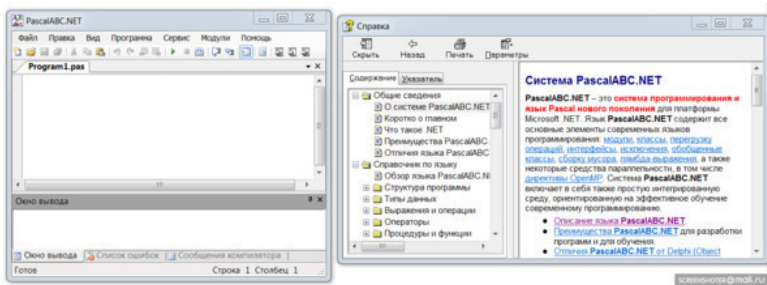 PascalABC.NET
Файл Правка Вид Программа Сервис Модули Помощь
Program1.pas
Окно вывода
Окно вывода Список ошибок Сообщения компилятора
Готов Строка 1 Столбец 1
Справка
Скрыть Назад Печать Параметры
Содержание Указатель
Общие сведения
О системе PascalABC.NET
Коротко о главном
Что такое .NET
Преимущества PascalABC.
Отличия языка PascalABC
Справочник по языку
Обзор языка PascalABC.NI
Структура программы
Типы данных
Выражения и операции
Операторы
Процедуры и функции
Система PascalABC.NET
PascalABC.NET – это система программирования и
язык Pascal нового поколения для платформы
Microsoft .NET. Язык PascalABC.NET содержит все
основные элементы современных языков
программирования: модули, классы, перегрузку
операций, интерфейсы, исключения, обобщенные
классы, сборку мусора, лямбда-выражения, а также
некоторые средства параллельности, в том числе
директивы OpenMP. Система PascalABC.NET
включает в себя также простую интегрированную
среду, ориентированную на эффективное обучение
современному программированию.
Описание языка PascalABC.NET
Преимущества PascalABC.NET для разработки
программ и для обучения.
Отличия PascalABC.NET от Delphi (Object
SCREENSHOTER@MAIL.RU